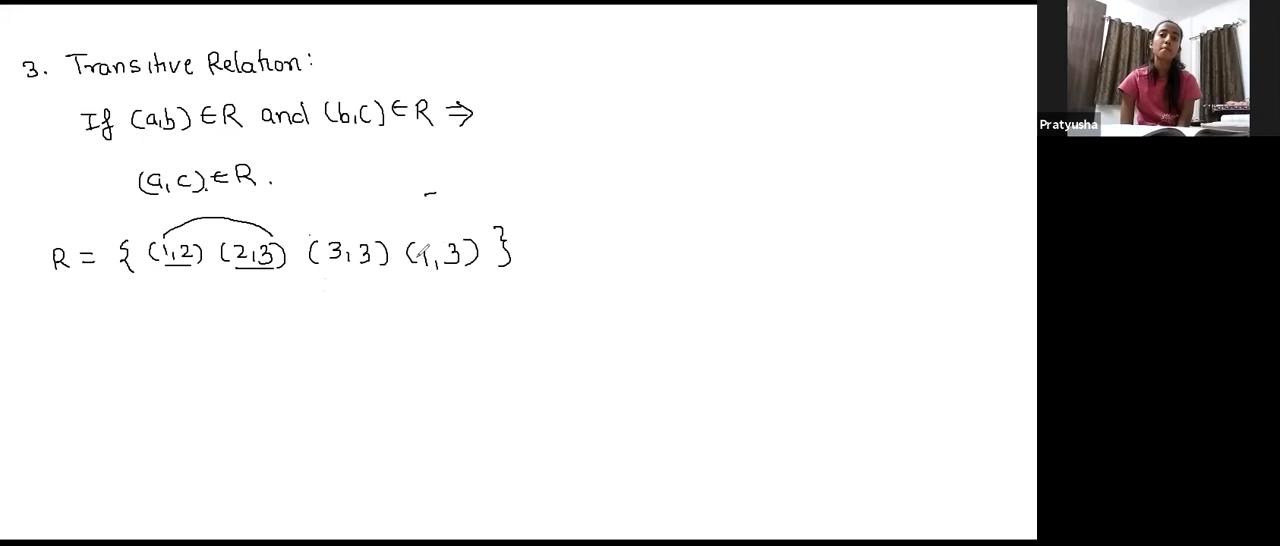 3. Transitive Relation:
If (a,b) ∈ R and (b,c) ∈ R ⇒
(a,c) ∈ R.
R = { (1,2) (2,3) (3,3) (1,3) }
Pratyusha